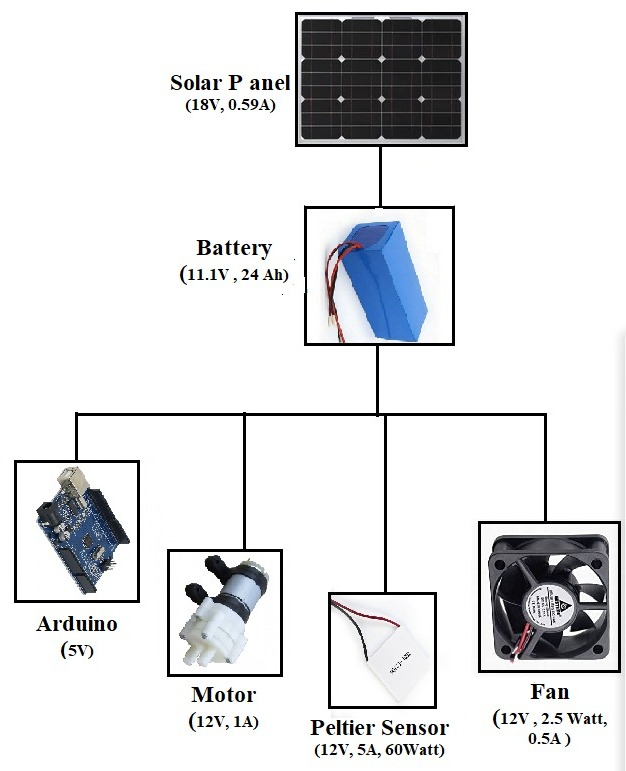 Solar P anel
(18V, 0.59A)
Battery
(11.1V , 24 Ah)
Arduino
(5V)
Motor
(12V, 1A)
Peltier Sensor
(12V, 5A, 60Watt)
Fan
(12V , 2.5 Watt,
0.5A )